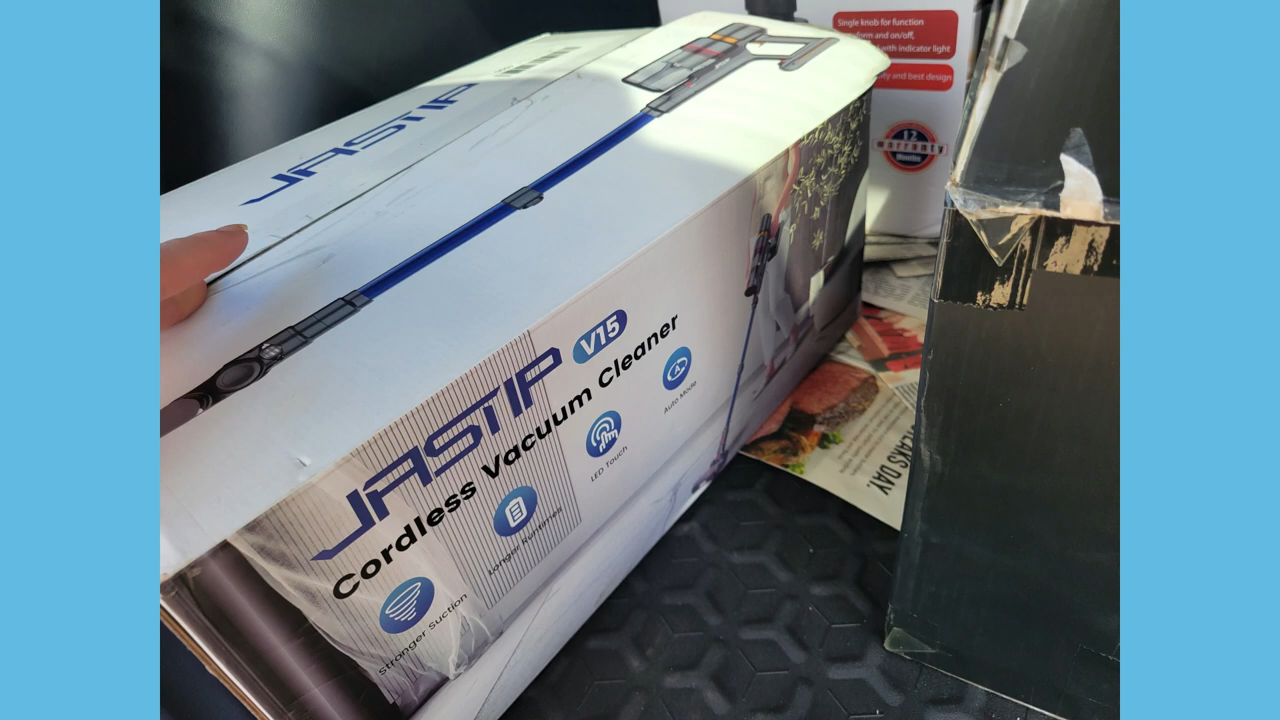 JASTIP
JASTIP V15
Cordless Vacuum Cleaner
Stronger Suction
Longer Runtimes
LED Touch
Auto Mode
Single knob for function
form and on/off,
with indicator light
and best design
12
warranty
Months
DAY.